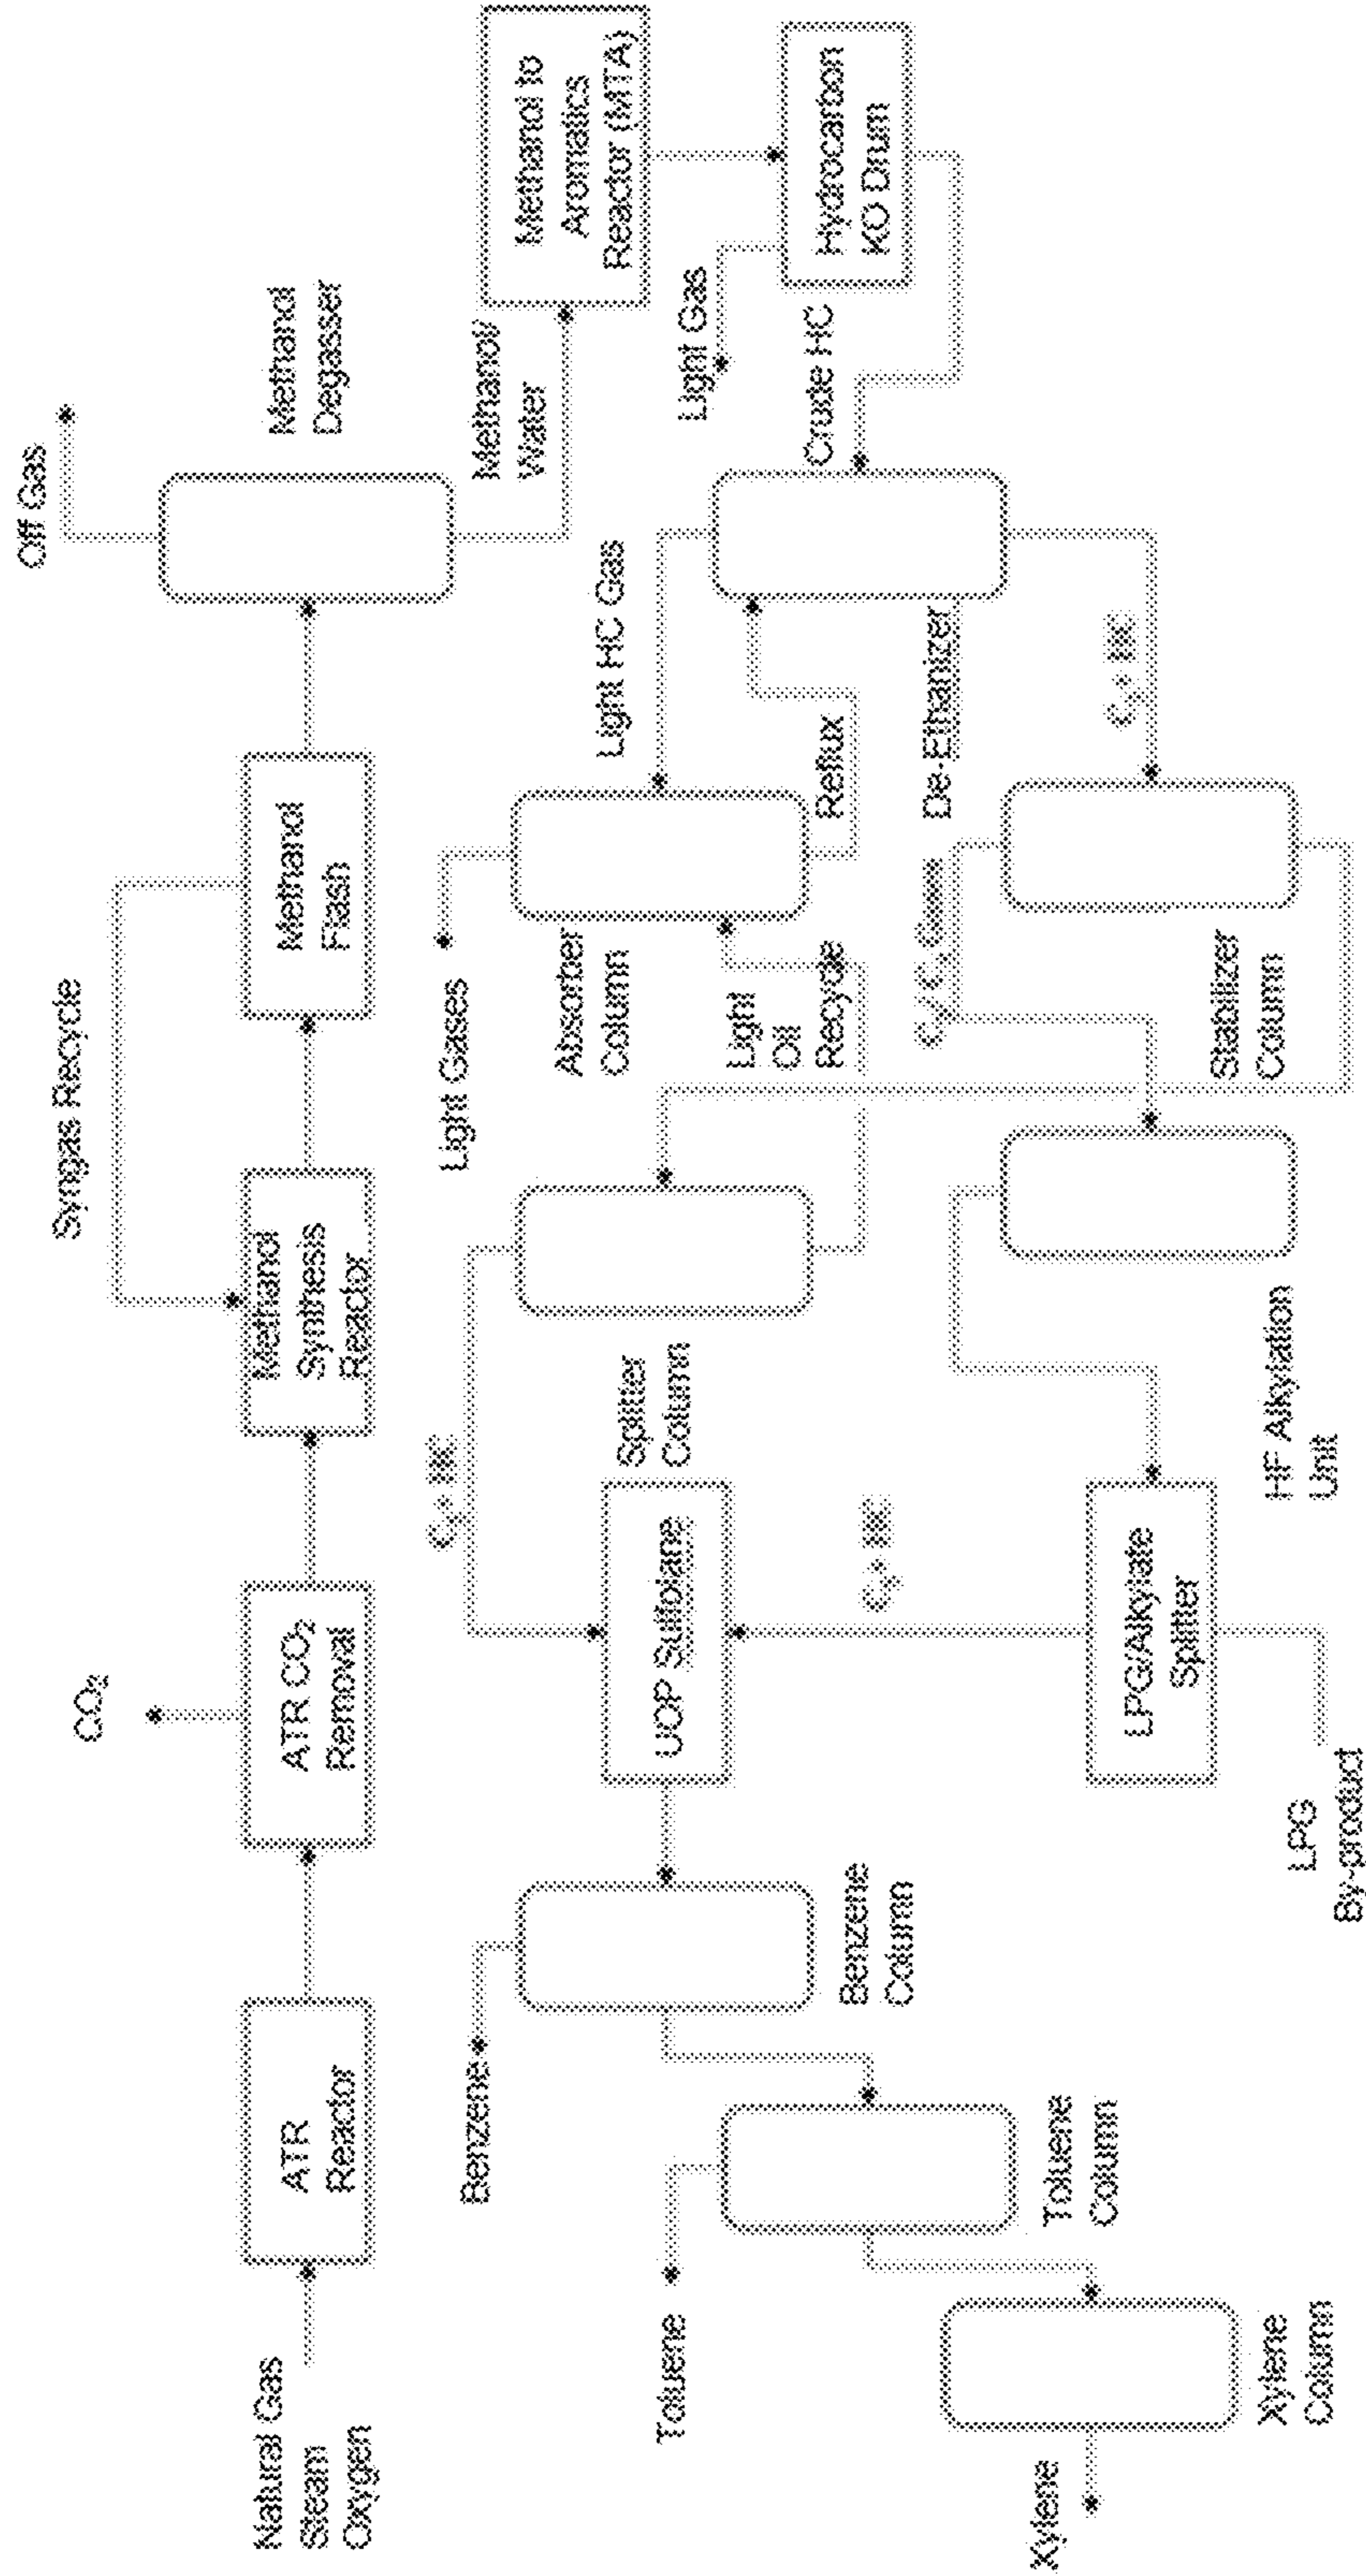 Off Gas
Syngas Recycle
CO₂
Natural Gas
Steam
Oxygen
ATR
Reactor
ATR CO₂
Removal
Methanol
Synthesis
Reactor
Methanol
Flash
Methanol
Degasser
Methanol/
Water
Methanol to
Aromatics
Reactor (MTA)
Benzene
Light Gases
Light HC Gas
Light Gas
Absorber
Column
Splitter
Column
Toluene
UOP Sulfolane
Light
Oil
Recycle
Reflux
Crude HC
Hydrocarbon
KO Drum
Benzene
Column
De-Ethanizer
Xylene
Toluene
Column
LPG/Alkylate
Splitter
Stabilizer
Column
Xylene
Column
LPG
By-product
HF Alkylation
Unit